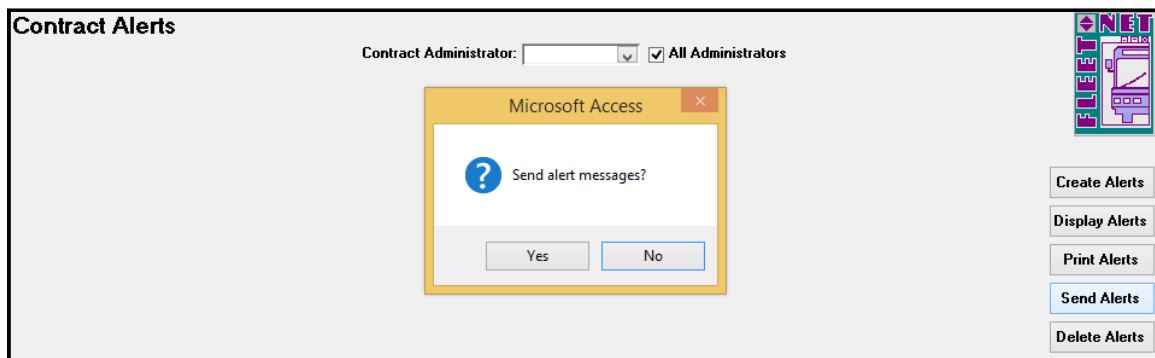 Contract Alerts
Contract Administrator: All Administrators
FLEET NET
Microsoft Access
Send alert messages?
Yes No
Create Alerts
Display Alerts
Print Alerts
Send Alerts
Delete Alerts